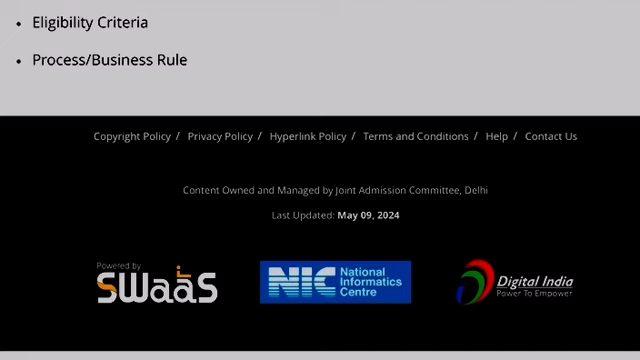 • Eligibility Criteria
• Process/Business Rule
Copyright Policy / Privacy Policy / Hyperlink Policy / Terms and Conditions / Help / Contact Us
Content Owned and Managed by Joint Admission Committee, Delhi
Last Updated: May 09, 2024
Powered by
SWaaS
NIC
National
Informatics
Centre
Digital India
Power To Empower